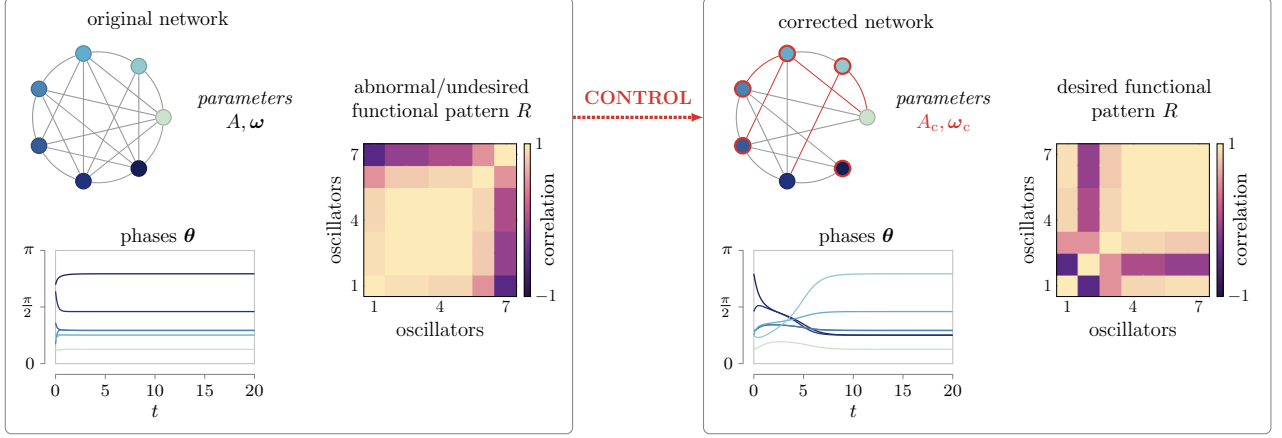 original network
parameters
A, ω
abnormal/undesired
functional pattern R
7
4
1
oscillators
1
4
7
oscillators
1
−1
correlation
phases θ
π
π/2
0
0
5
10
15
20
t
CONTROL
corrected network
parameters
A_c, ω_c
desired functional
pattern R
7
4
1
oscillators
1
4
7
oscillators
1
−1
correlation
phases θ
π
π/2
0
0
5
10
15
20
t